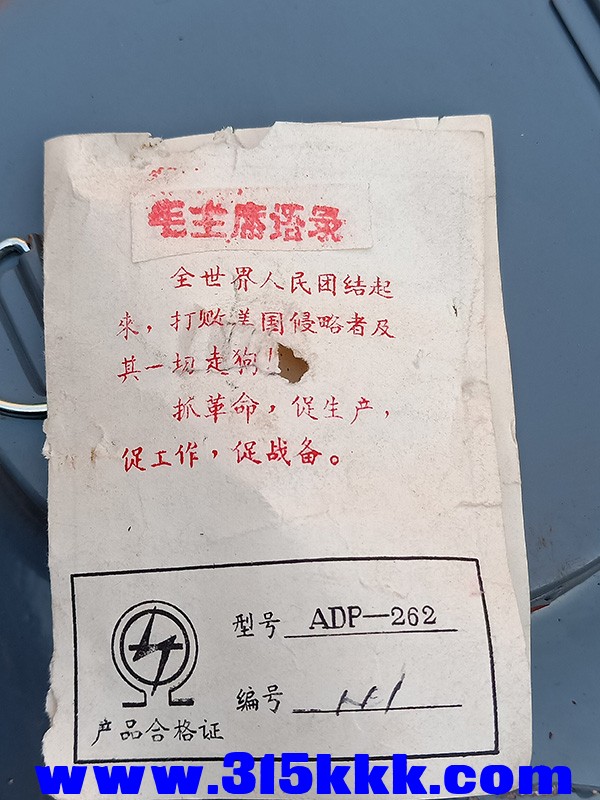 毛主席语录
全世界人民团结起
来，打败美国侵略者及
其一切走狗！
抓革命，促生产，
促工作，促战备。
型号 ADP—262
编号
产品合格证
www.315kkk.com